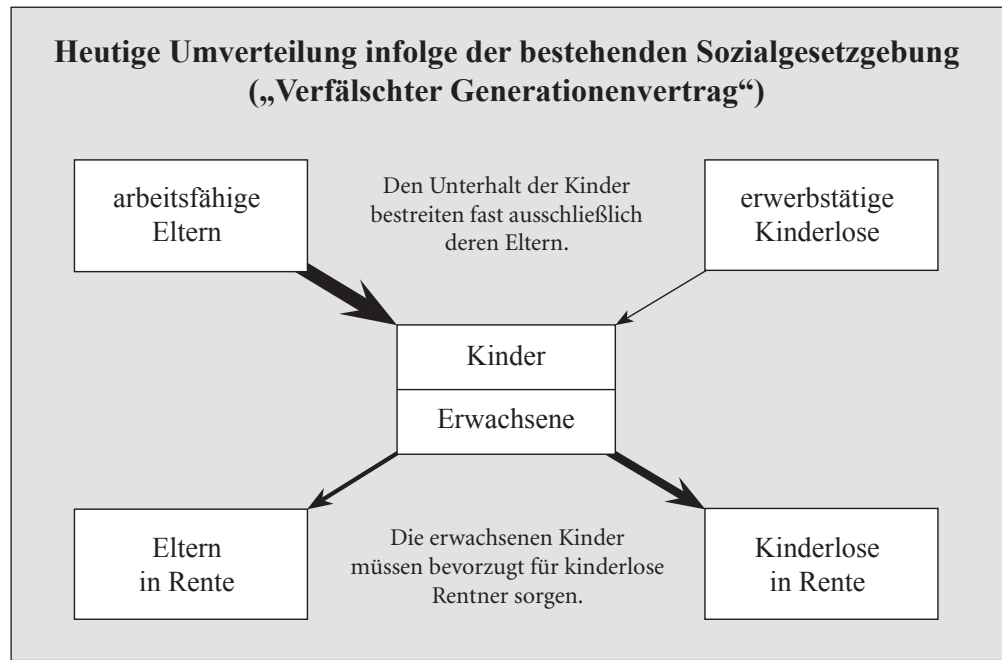 Heutige Umverteilung infolge der bestehenden Sozialgesetzgebung
(„Verfälschter Generationenvertrag“)
arbeitsfähige
Eltern
Den Unterhalt der Kinder
bestreiten fast ausschließlich
deren Eltern.
erwerbstätige
Kinderlose
Kinder
Erwachsene
Eltern
in Rente
Die erwachsenen Kinder
müssen bevorzugt für kinderlose
Rentner sorgen.
Kinderlose
in Rente